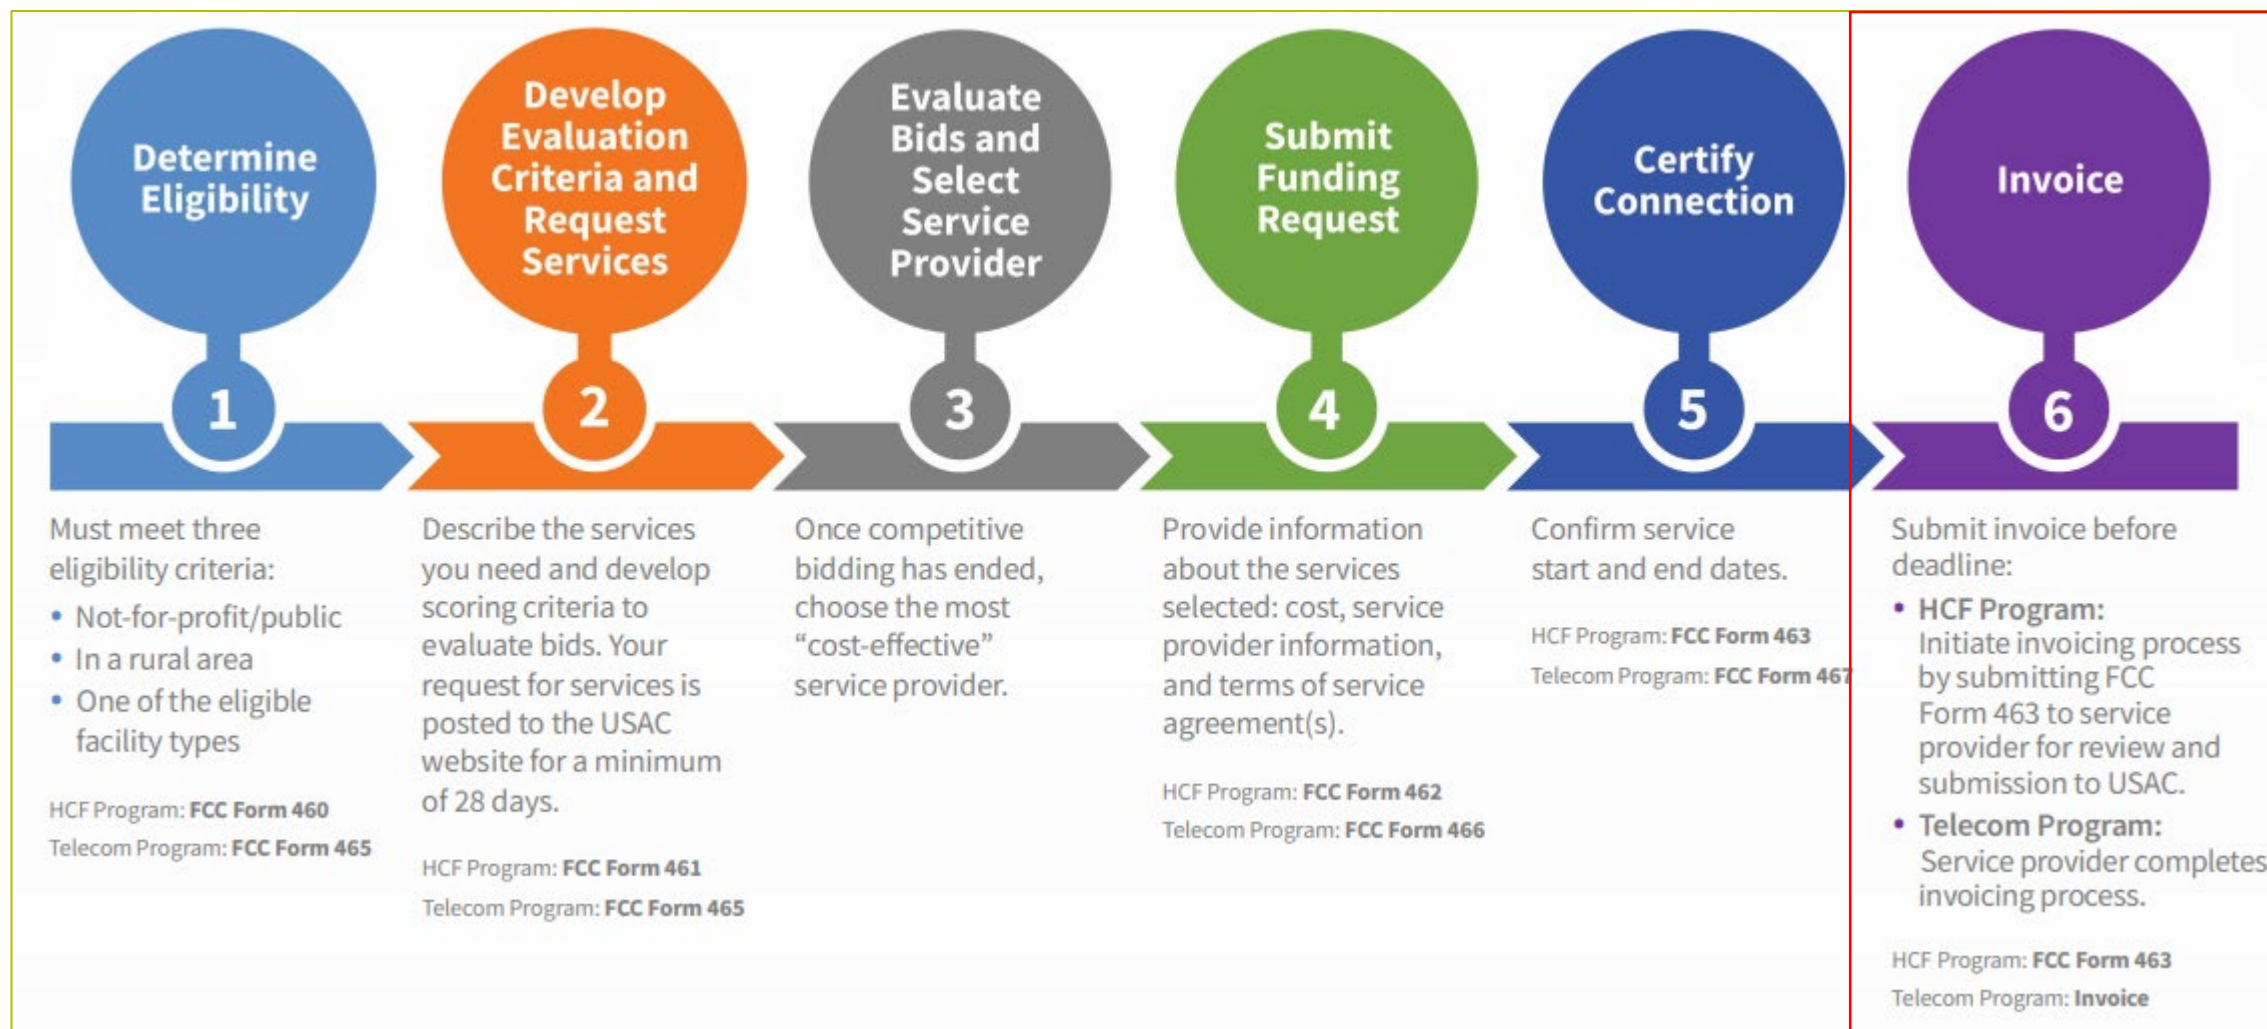 Determine
Eligibility
1
Must meet three
eligibility criteria:
• Not-for-profit/public
• In a rural area
• One of the eligible
facility types
HCF Program: FCC Form 460
Telecom Program: FCC Form 465
Develop
Evaluation
Criteria and
Request
Services
2
Describe the services
you need and develop
scoring criteria to
evaluate bids. Your
request for services is
posted to the USAC
website for a minimum
of 28 days.
HCF Program: FCC Form 461
Telecom Program: FCC Form 465
Evaluate
Bids and
Select
Service
Provider
3
Once competitive
bidding has ended,
choose the most
“cost-effective”
service provider.
Submit
Funding
Request
4
Provide information
about the services
selected: cost, service
provider information,
and terms of service
agreement(s).
HCF Program: FCC Form 462
Telecom Program: FCC Form 466
Certify
Connection
5
Confirm service
start and end dates.
HCF Program: FCC Form 463
Telecom Program: FCC Form 467
Invoice
6
Submit invoice before
deadline:
• HCF Program:
Initiate invoicing process
by submitting FCC
Form 463 to service
provider for review and
submission to USAC.
• Telecom Program:
Service provider completes
invoicing process.
HCF Program: FCC Form 463
Telecom Program: Invoice